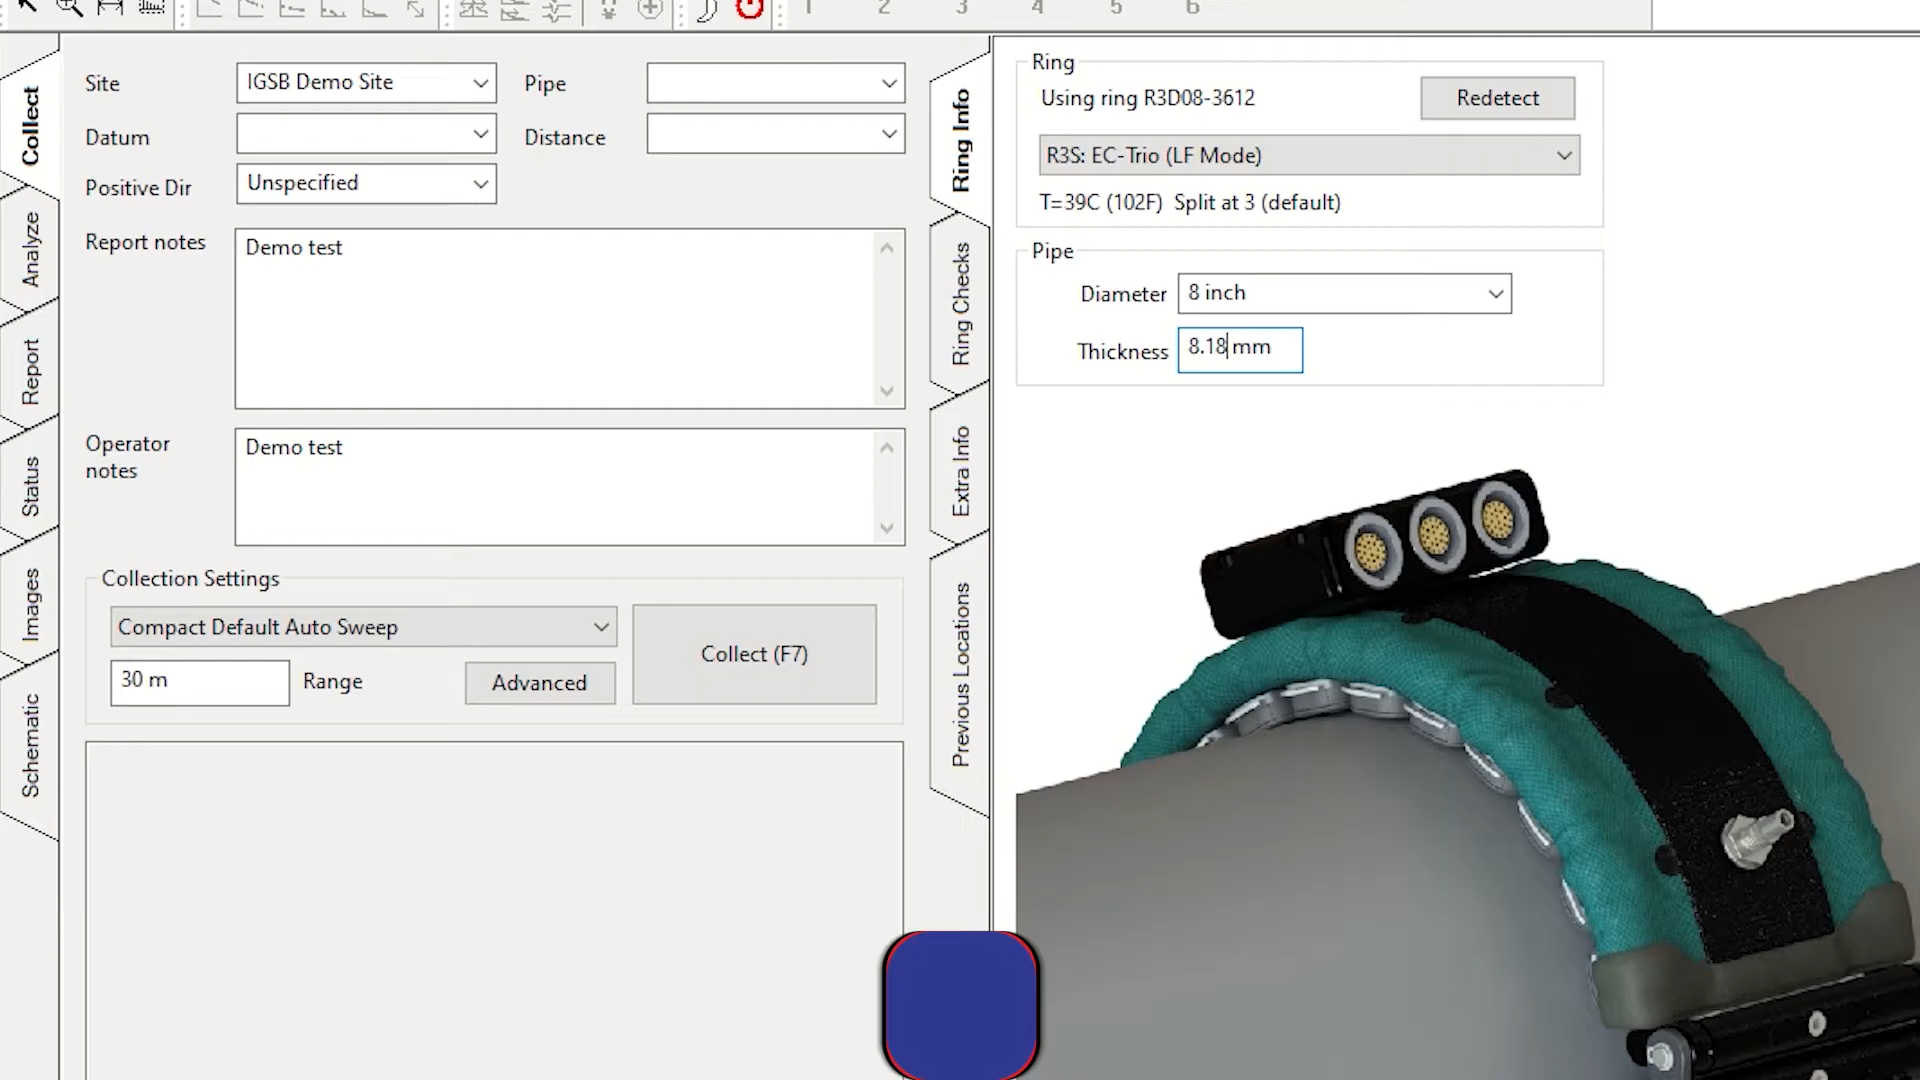 1 2 3 4 5 6
Collect
Analyze
Report
Status
Images
Schematic
Site IGSB Demo Site Pipe
Datum Distance
Positive Dir Unspecified
Report notes Demo test
Operator notes Demo test
Collection Settings
Compact Default Auto Sweep
Collect (F7)
30 m Range Advanced
Ring Info
Ring Checks
Extra Info
Previous Locations
Ring
Using ring R3D08-3612 Redetect
R3S: EC-Trio (LF Mode)
T=39C (102F) Split at 3 (default)
Pipe
Diameter 8 inch
Thickness 8.18 mm